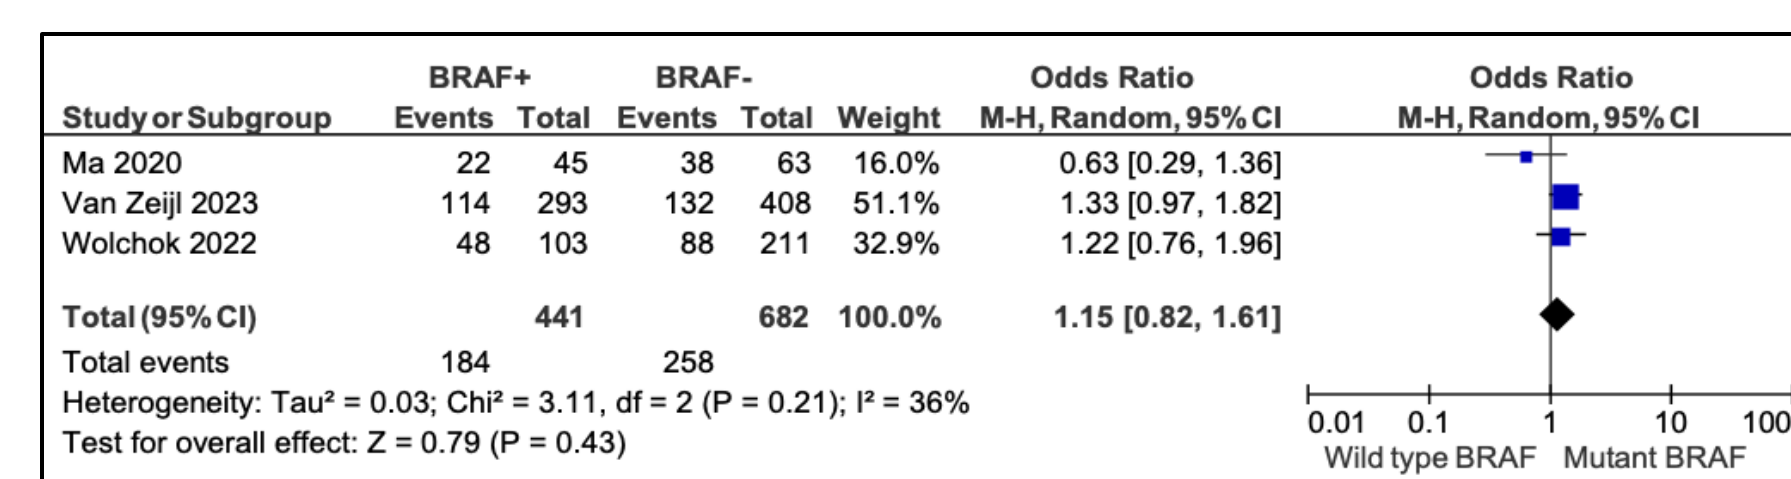 BRAF+ BRAF- Odds Ratio Odds Ratio
Study or Subgroup Events Total Events Total Weight M-H, Random, 95% CI M-H, Random, 95% CI
Ma 2020 22 45 38 63 16.0% 0.63 [0.29, 1.36]
Van Zeijl 2023 114 293 132 408 51.1% 1.33 [0.97, 1.82]
Wolchok 2022 48 103 88 211 32.9% 1.22 [0.76, 1.96]
Total (95% CI) 441 682 100.0% 1.15 [0.82, 1.61]
Total events 184 258
Heterogeneity: Tau² = 0.03; Chi² = 3.11, df = 2 (P = 0.21); I² = 36%
Test for overall effect: Z = 0.79 (P = 0.43)
0.01 0.1 1 10 100
Wild type BRAF Mutant BRAF